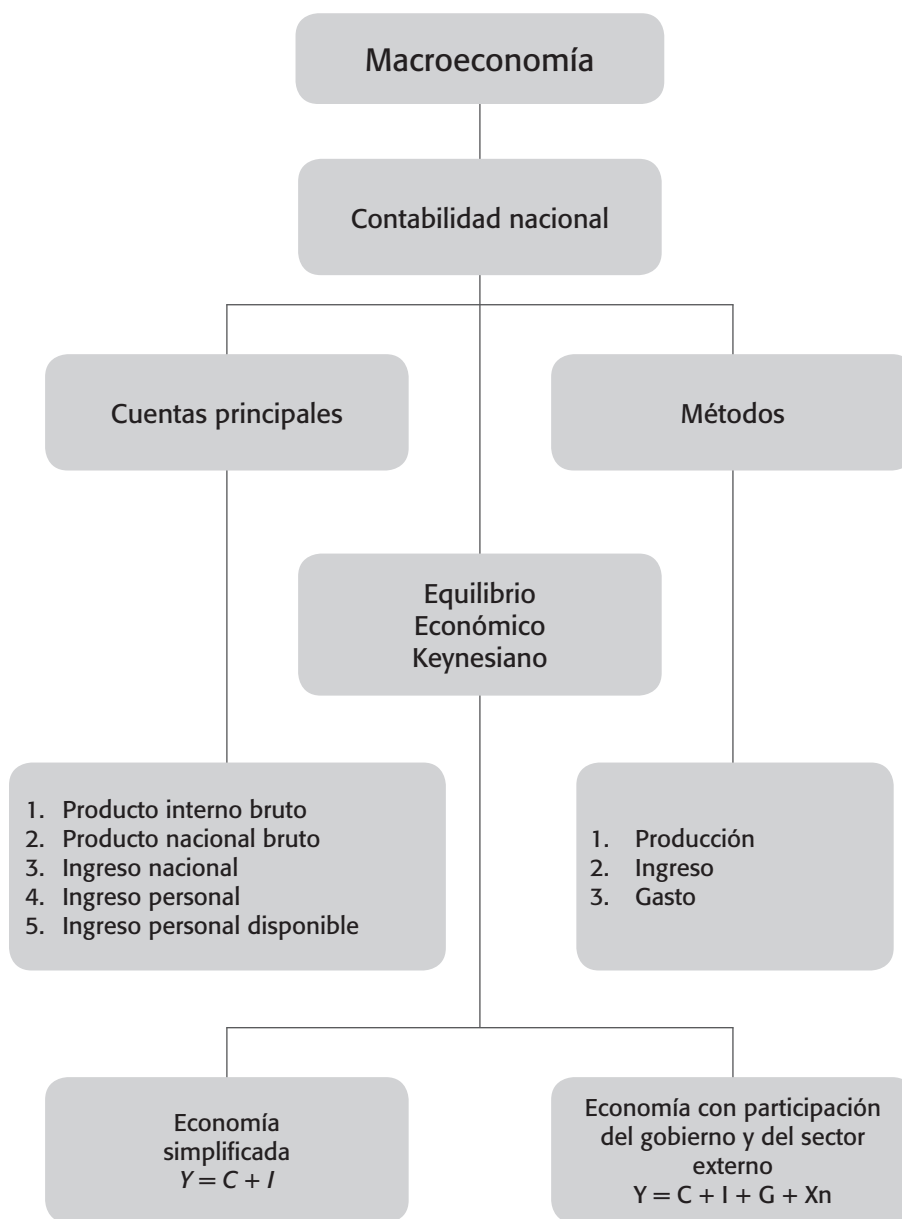 Macroeconomía
Contabilidad nacional
Cuentas principales
Métodos
Equilibrio
Económico
Keynesiano
1. Producto interno bruto
2. Producto nacional bruto
3. Ingreso nacional
4. Ingreso personal
5. Ingreso personal disponible
1. Producción
2. Ingreso
3. Gasto
Economía
simplificada
Y = C + I
Economía con participación
del gobierno y del sector
externo
Y = C + I + G + Xn